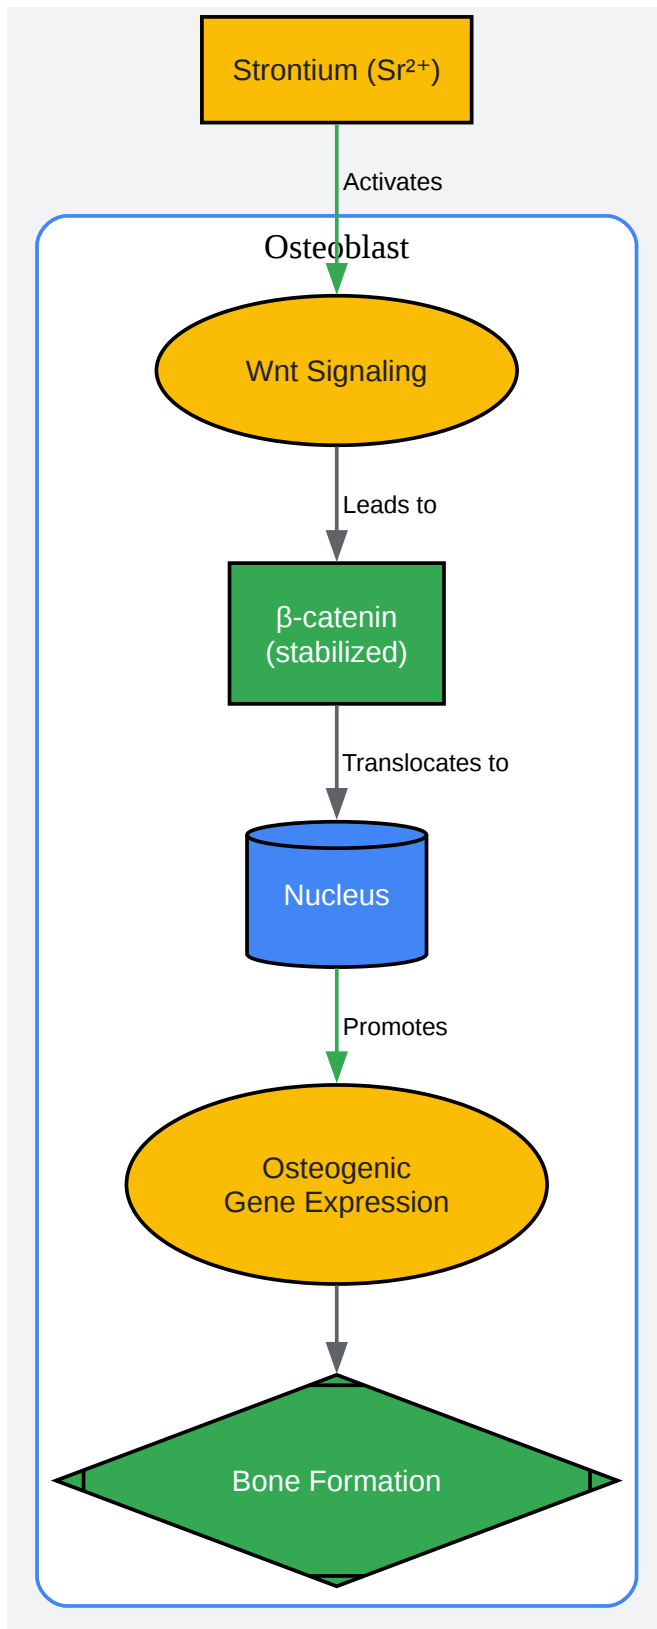 Strontium (Sr²⁺)
Activates
Osteoblast
Wnt Signaling
Leads to
β-catenin
(stabilized)
Translocates to
Nucleus
Promotes
Osteogenic
Gene Expression
Bone Formation